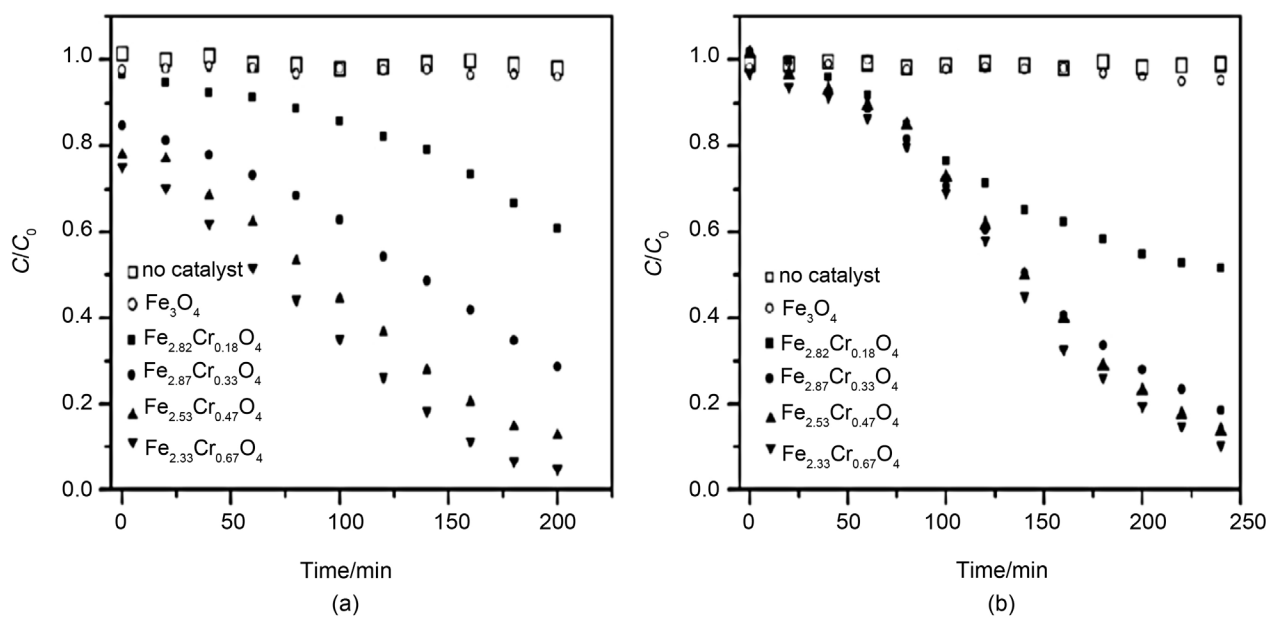 1.0
0.8
0.6
0.4
0.2
0.0
C/C₀
no catalyst
Fe₃O₄
Fe₂.₈₂Cr₀.₁₈O₄
Fe₂.₈₇Cr₀.₃₃O₄
Fe₂.₅₃Cr₀.₄₇O₄
Fe₂.₃₃Cr₀.₆₇O₄
0 50 100 150 200
Time/min
(a)
1.0
0.8
0.6
0.4
0.2
0.0
C/C₀
no catalyst
Fe₃O₄
Fe₂.₈₂Cr₀.₁₈O₄
Fe₂.₈₇Cr₀.₃₃O₄
Fe₂.₅₃Cr₀.₄₇O₄
Fe₂.₃₃Cr₀.₆₇O₄
0 50 100 150 200 250
Time/min
(b)